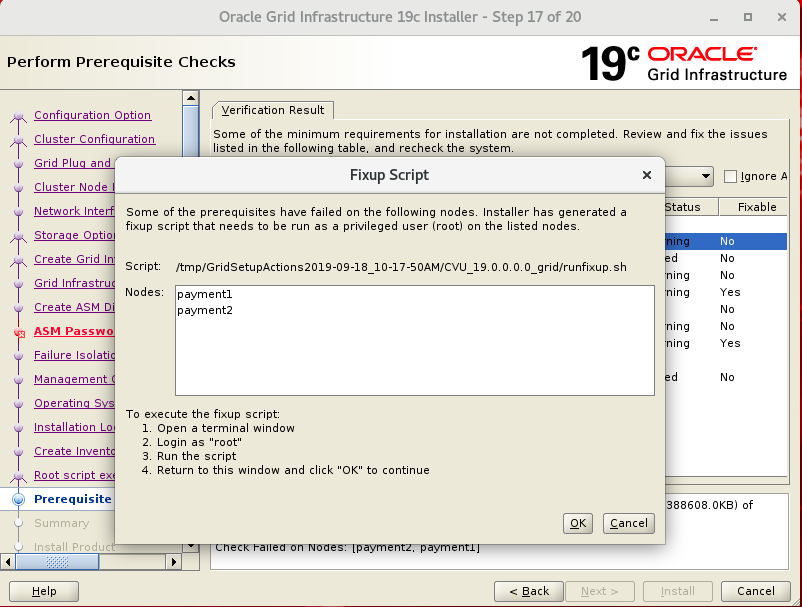 Oracle Grid Infrastructure 19c Installer - Step 17 of 20
Perform Prerequisite Checks
19c ORACLE
Grid Infrastructure
Configuration Option
Cluster Configuration
Grid Plug and
Cluster Node
Network Interf
Storage Option
Create Grid In
Grid Infrastruc
Create ASM Di
ASM Passwo
Failure Isolatio
Management
Operating Sys
Installation Lo
Create Invento
Root script exe
Prerequisite
Summary
Install Product
Verification Result
Some of the minimum requirements for installation are not completed. Review and fix the issues
listed in the following table, and recheck the system.
Ignore A
Status Fixable
rning No
ed No
rning No
rning Yes
No
rning No
rning Yes
ed No
Fixup Script
Some of the prerequisites have failed on the following nodes. Installer has generated a
fixup script that needs to be run as a privileged user (root) on the listed nodes.
Script: /tmp/GridSetupActions2019-09-18_10-17-50AM/CVU_19.0.0.0.0_grid/runfixup.sh
Nodes: payment1
payment2
To execute the fixup script:
1. Open a terminal window
2. Login as "root"
3. Run the script
4. Return to this window and click "OK" to continue
OK Cancel
388608.0KB) of
Check Failed on Nodes: [payment2, payment1]
Help < Back Next > Install Cancel